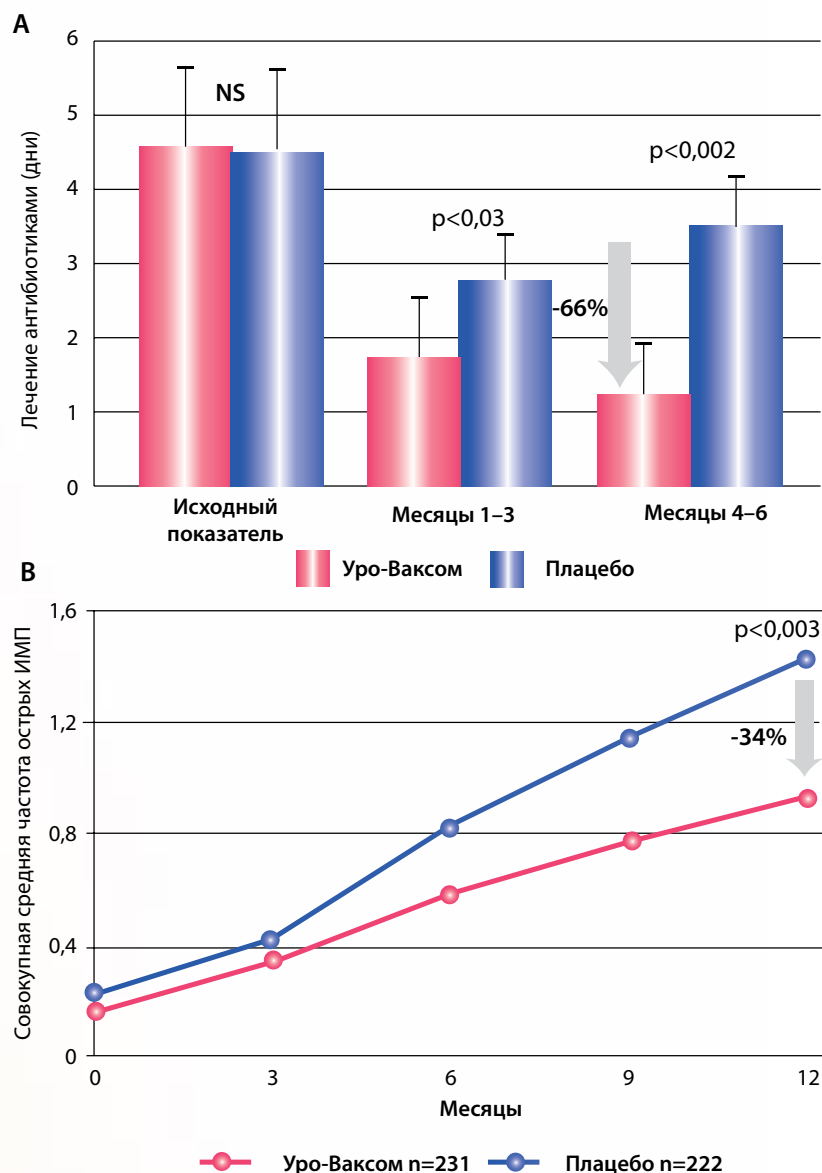 A
Лечение антибиотиками (дни)
6
5
4
3
2
1
0
NS
p<0,03
p<0,002
-66%
Исходный
показатель
Месяцы 1–3
Месяцы 4–6
Уро-Ваксом
Плацебо
B
Совокупная средняя частота острых ИМП
1,6
1,2
0,8
0,4
0
p<0,003
-34%
0
3
6
9
12
Месяцы
Уро-Ваксом n=231
Плацебо n=222